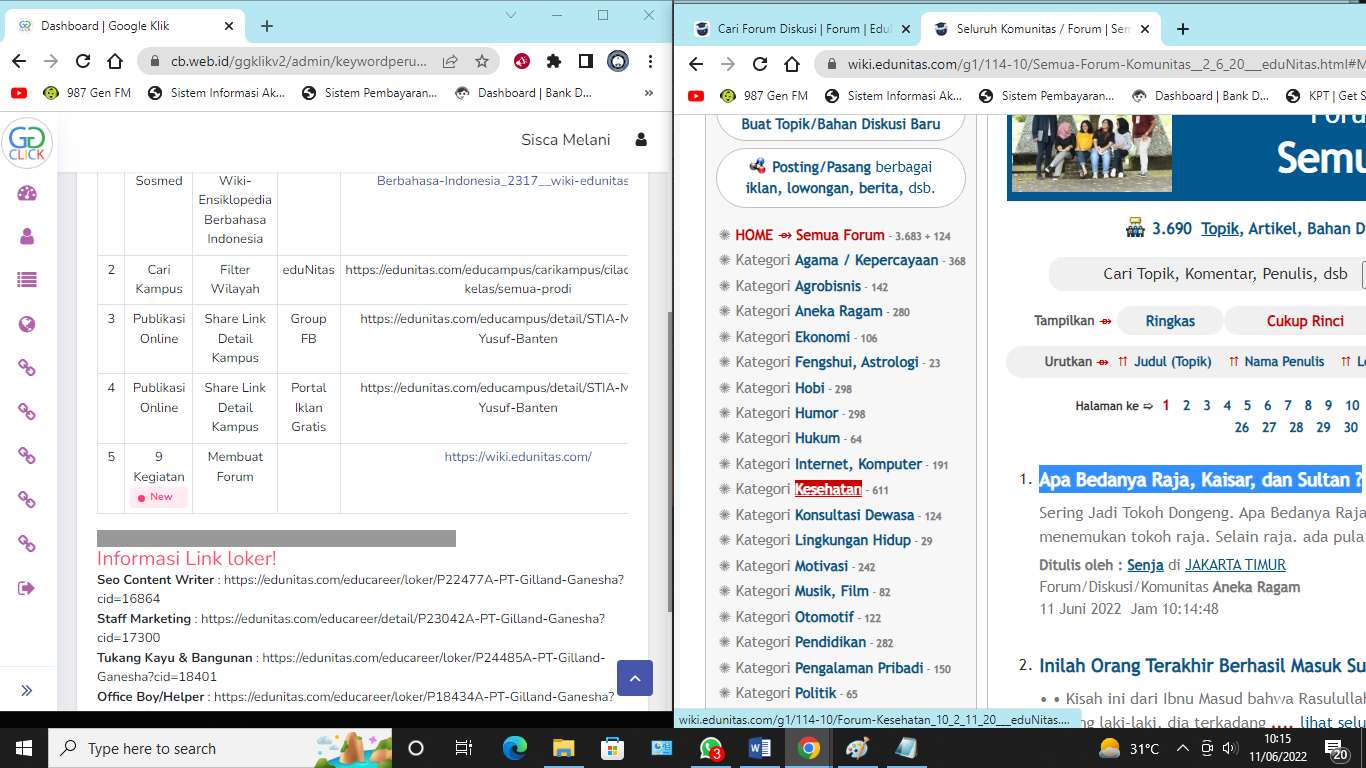 Dashboard | Google Klik
cb.web.id/ggklikv2/admin/keywordperu...
987 Gen FM
Sistem Informasi Ak...
Sistem Pembayaran...
Dashboard | Bank D...
»
GG
CLICK
Sisca Melani
Sosmed
Wiki-
Ensiklopedia
Berbahasa
Indonesia
Berbahasa-Indonesia_2317__wiki-edunitas
2
Cari
Kampus
Filter
Wilayah
eduNitas
https://edunitas.com/educampus/carikampus/cilac
kelas/semua-prodi
3
Publikasi
Online
Share Link
Detail
Kampus
Group
FB
https://edunitas.com/educampus/detail/STIA-M
Yusuf-Banten
4
Publikasi
Online
Share Link
Detail
Kampus
Portal
Iklan
Gratis
https://edunitas.com/educampus/detail/STIA-M
Yusuf-Banten
5
9
Kegiatan
New
Membuat
Forum
https://wiki.edunitas.com/
Informasi Link loker!
Seo Content Writer : https://edunitas.com/educareer/loker/P22477A-PT-Gilland-Ganesha?
cid=16864
Staff Marketing : https://edunitas.com/educareer/detail/P23042A-PT-Gilland-Ganesha?
cid=17300
Tukang Kayu & Bangunan : https://edunitas.com/educareer/loker/P24485A-PT-Gilland-
Ganesha?cid=18401
Office Boy/Helper : https://edunitas.com/educareer/loker/P18434A-PT-Gilland-Ganesha?
Cari Forum Diskusi | Forum | Edu
Seluruh Komunitas / Forum | Sem
wiki.edunitas.com/g1/114-10/Semua-Forum-Komunitas__2_6_20___eduNitas.html#M
987 Gen FM
Sistem Informasi Ak...
Sistem Pembayaran...
Dashboard | Bank D...
KPT | Get S
Buat Topik/Bahan Diskusi Baru
Posting/Pasang berbagai
iklan, lowongan, berita, dsb.
HOME ➾ Semua Forum - 3.683 + 124
Kategori Agama / Kepercayaan - 368
Kategori Agrobisnis - 142
Kategori Aneka Ragam - 280
Kategori Ekonomi - 106
Kategori Fengshui, Astrologi - 23
Kategori Hobi - 298
Kategori Humor - 298
Kategori Hukum - 64
Kategori Internet, Komputer - 191
Kategori Kesehatan - 611
Kategori Konsultasi Dewasa - 124
Kategori Lingkungan Hidup - 29
Kategori Motivasi - 242
Kategori Musik, Film - 82
Kategori Otomotif - 122
Kategori Pendidikan - 282
Kategori Pengalaman Pribadi - 150
Kategori Politik - 65
wiki.edunitas.com/g1/114-10/Forum-Kesehatan_10_2_11_20___eduNitas....
Semu
3.690 Topik, Artikel, Bahan D
Cari Topik, Komentar, Penulis, dsb
Tampilkan ➾ Ringkas Cukup Rinci
Urutkan ➾ ⇈ Judul (Topik) ⇈ Nama Penulis ⇈ L
Halaman ke ➯ 1 2 3 4 5 6 7 8 9 10
26 27 28 29 30
1. Apa Bedanya Raja, Kaisar, dan Sultan ?
Sering Jadi Tokoh Dongeng. Apa Bedanya Raja
menemukan tokoh raja. Selain raja. ada pula
Ditulis oleh : Senja di JAKARTA TIMUR
Forum/Diskusi/Komunitas Aneka Ragam
11 Juni 2022 Jam 10:14:48
2. Inilah Orang Terakhir Berhasil Masuk Su
• • Kisah ini dari Ibnu Masud bahwa Rasululla
ng laki-laki, dia terkadang .... lihat selu
Type here to search
3
31°C
10:15
11/06/2022
20